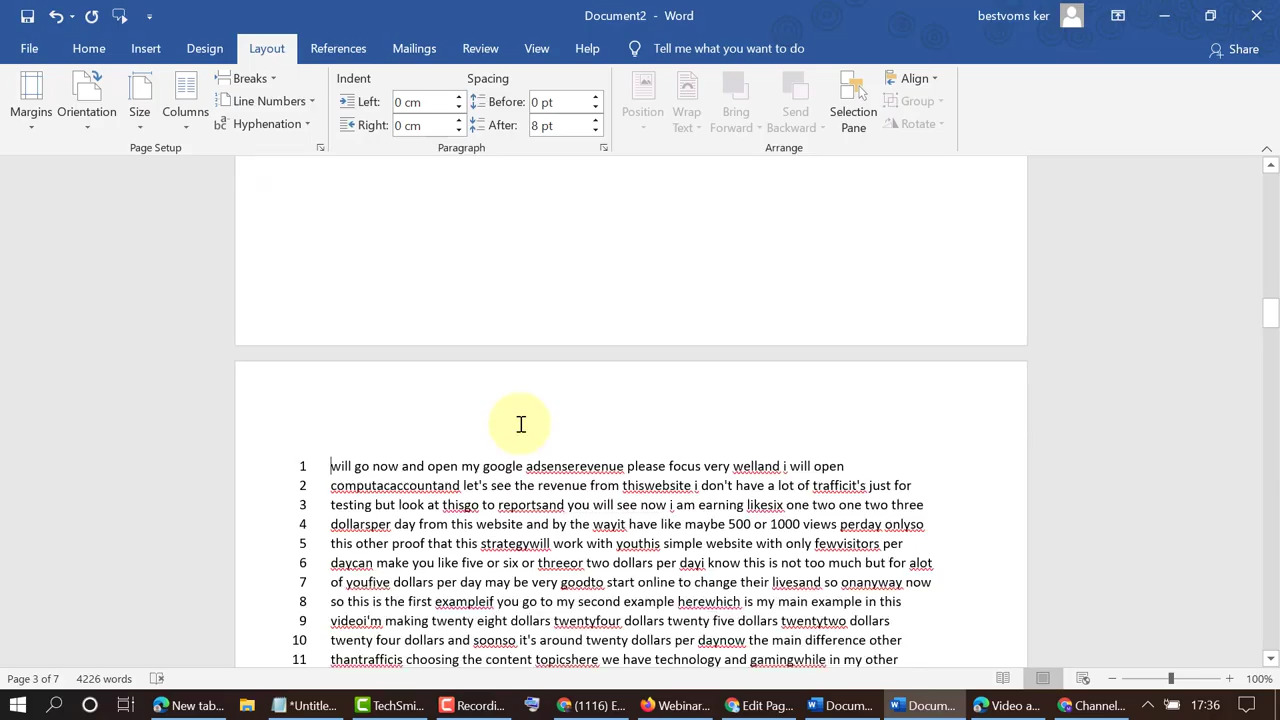 Document2 - Word
bestvoms ker
File Home Insert Design Layout References Mailings Review View Help Tell me what you want to do Share
Margins Orientation Size Columns
Breaks
Line Numbers
Hyphenation
Page Setup
Indent Spacing
Left: 0 cm Before: 0 pt
Right: 0 cm After: 8 pt
Paragraph
Position Wrap Text Bring Forward Send Backward Selection Pane
Align
Group
Rotate
Arrange
1 will go now and open my google adsenserevenue please focus very welland i will open
2 computacaccountand let's see the revenue from thiswebsite i don't have a lot of trafficit's just for
3 testing but look at thisgo to reportsand you will see now i am earning likesix one two one two three
4 dollarsper day from this website and by the wayit have like maybe 500 or 1000 views perday onlyso
5 this other proof that this strategywill work with youthis simple website with only fewvisitors per
6 daycan make you like five or six or threeor two dollars per dayi know this is not too much but for alot
7 of youfive dollars per day may be very goodto start online to change their livesand so onanyway now
8 so this is the first exampleif you go to my second example herewhich is my main example in this
9 videoi'm making twenty eight dollars twentyfour dollars twenty five dollars twentytwo dollars
10 twenty four dollars and soonso it's around twenty dollars per daynow the main difference other
11 thantrafficis choosing the content topicshere we have technology and gamingwhile in my other
Page 3 of 7 4226 words 100%
New tab... *Untitle... TechSmi... Recordi... (1116) E... Webinar... Edit Pag... Docum... Docum... Video a... Channel... 17:36